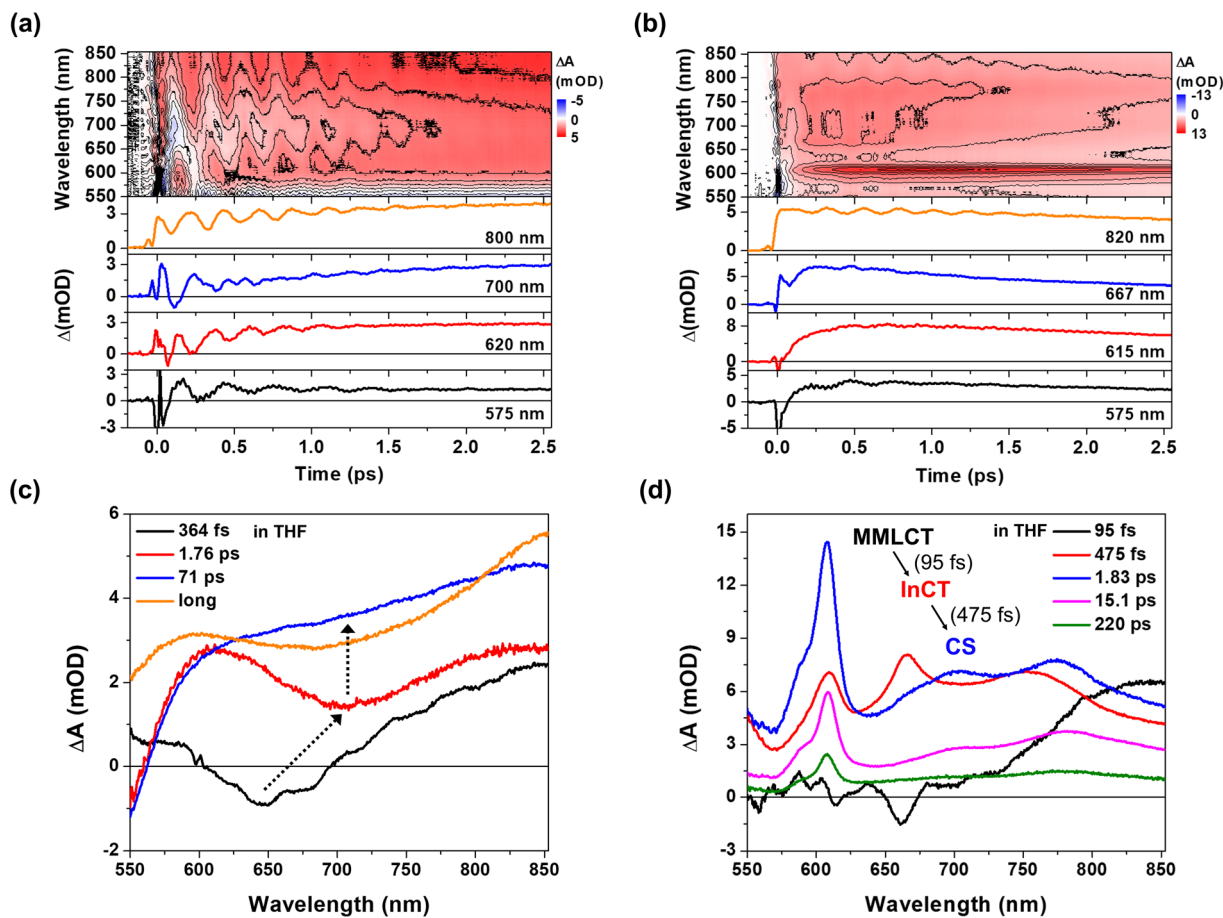 (a)
850
800
750
700
650
600
550
Wavelength (nm)
ΔA
(mOD)
-5
0
5
3
0
800 nm
3
0
700 nm
3
0
620 nm
3
0
-3
575 nm
Δ(mOD)
0.0 0.5 1.0 1.5 2.0 2.5
Time (ps)
(b)
850
800
750
700
650
600
550
Wavelength (nm)
ΔA
(mOD)
-13
0
13
5
0
820 nm
5
0
667 nm
8
0
615 nm
5
0
-5
575 nm
Δ(mOD)
0.0 0.5 1.0 1.5 2.0 2.5
Time (ps)
(c)
6
4
2
0
-2
ΔA (mOD)
364 fs in THF
1.76 ps
71 ps
long
550 600 650 700 750 800 850
Wavelength (nm)
(d)
15
12
9
6
3
0
-3
ΔA (mOD)
MMLCT
(95 fs)
InCT
(475 fs)
CS
in THF 95 fs
475 fs
1.83 ps
15.1 ps
220 ps
550 600 650 700 750 800 850
Wavelength (nm)